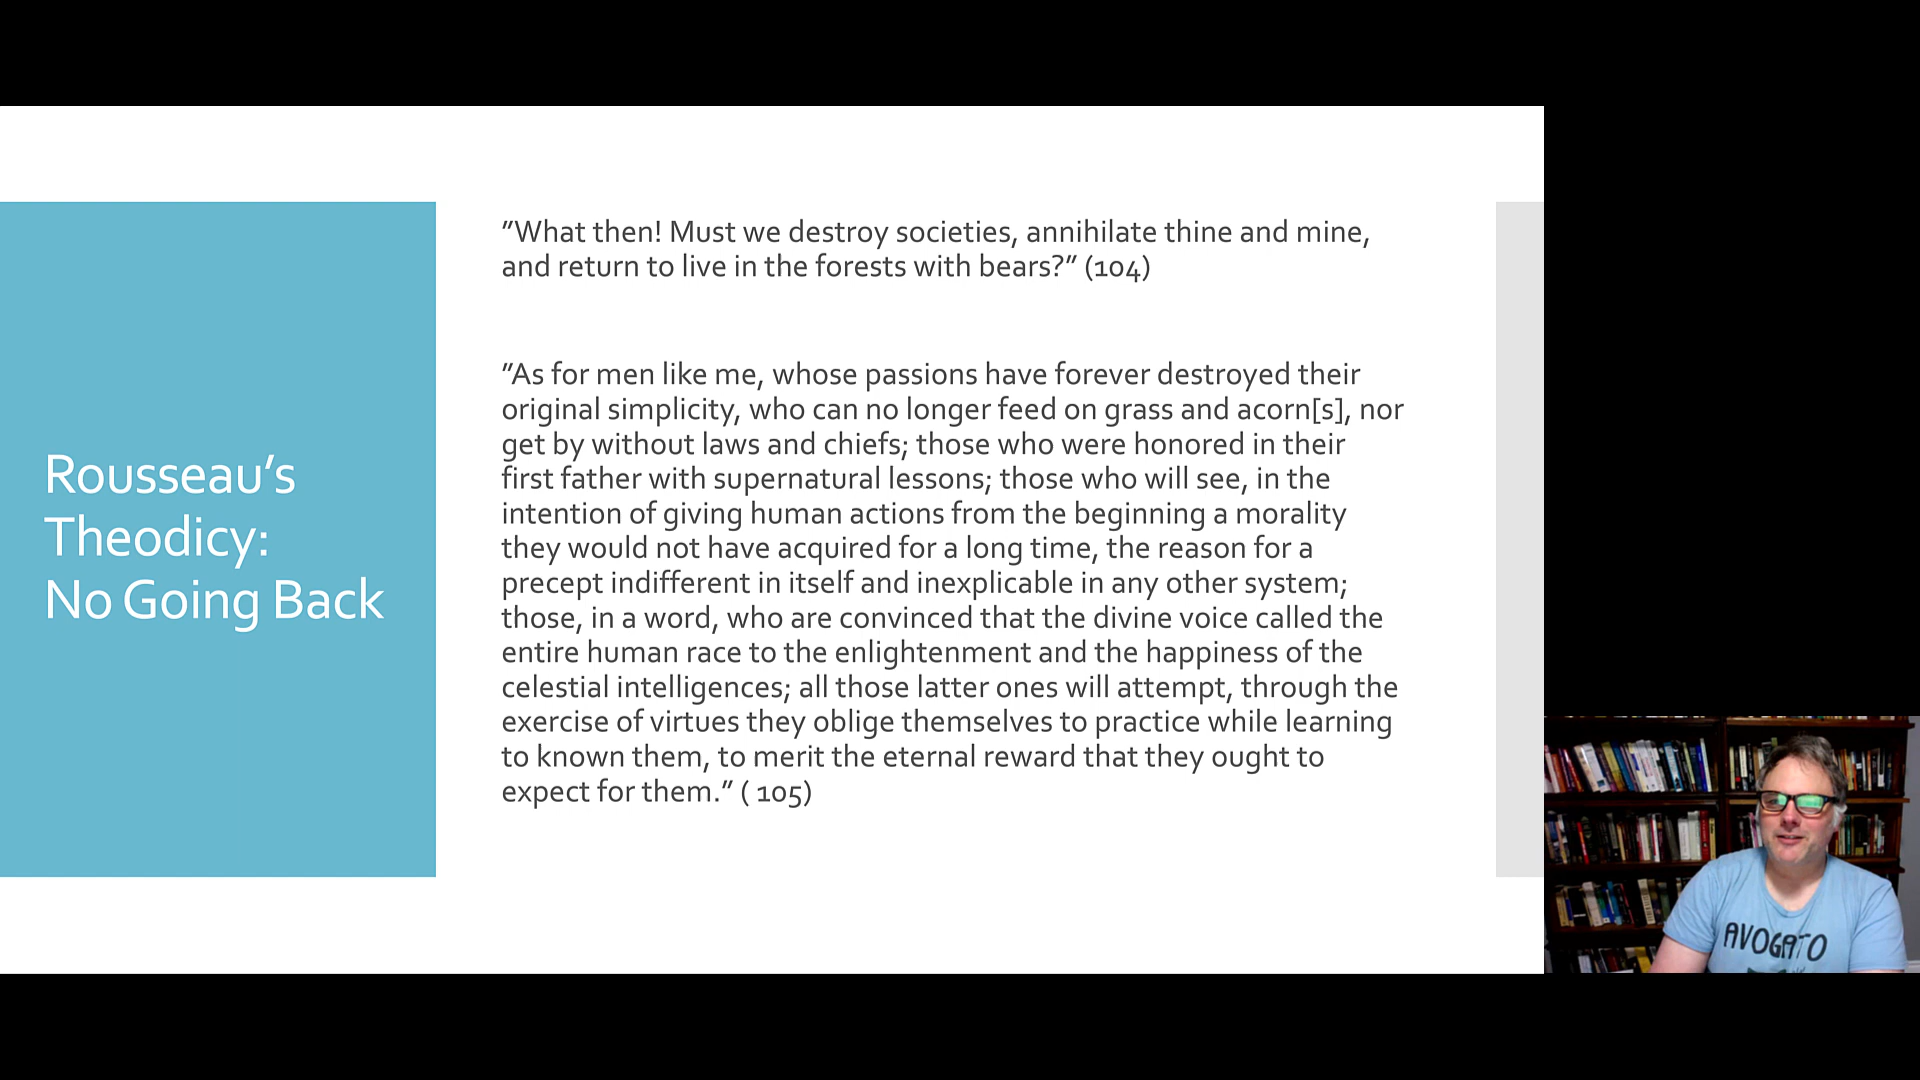 Rousseau's
Theodicy:
No Going Back
"What then! Must we destroy societies, annihilate thine and mine,
and return to live in the forests with bears?" (104)
"As for men like me, whose passions have forever destroyed their
original simplicity, who can no longer feed on grass and acorn[s], nor
get by without laws and chiefs; those who were honored in their
first father with supernatural lessons; those who will see, in the
intention of giving human actions from the beginning a morality
they would not have acquired for a long time, the reason for a
precept indifferent in itself and inexplicable in any other system;
those, in a word, who are convinced that the divine voice called the
entire human race to the enlightenment and the happiness of the
celestial intelligences; all those latter ones will attempt, through the
exercise of virtues they oblige themselves to practice while learning
to known them, to merit the eternal reward that they ought to
expect for them." ( 105)
AVOGATO